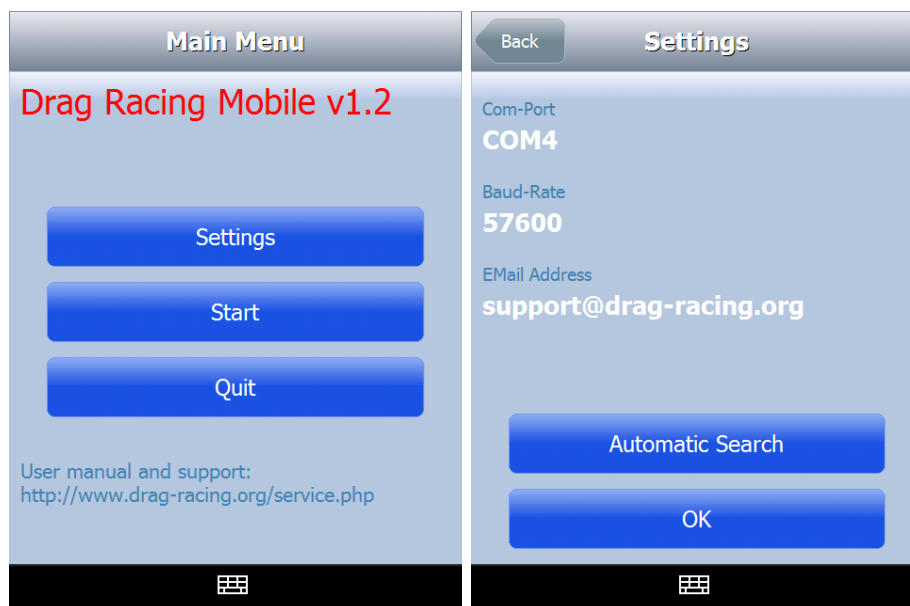 Main Menu
Drag Racing Mobile v1.2
Settings
Start
Quit
User manual and support:
http://www.drag-racing.org/service.php
Back
Settings
Com-Port
COM4
Baud-Rate
57600
EMail Address
support@drag-racing.org
Automatic Search
OK